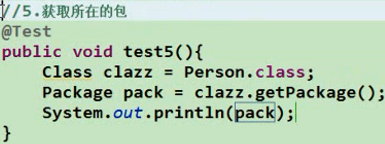 //5.获取所在的包
@Test
public void test5(){
    Class clazz = Person.class;
    Package pack = clazz.getPackage();
    System.out.println(pack);
}